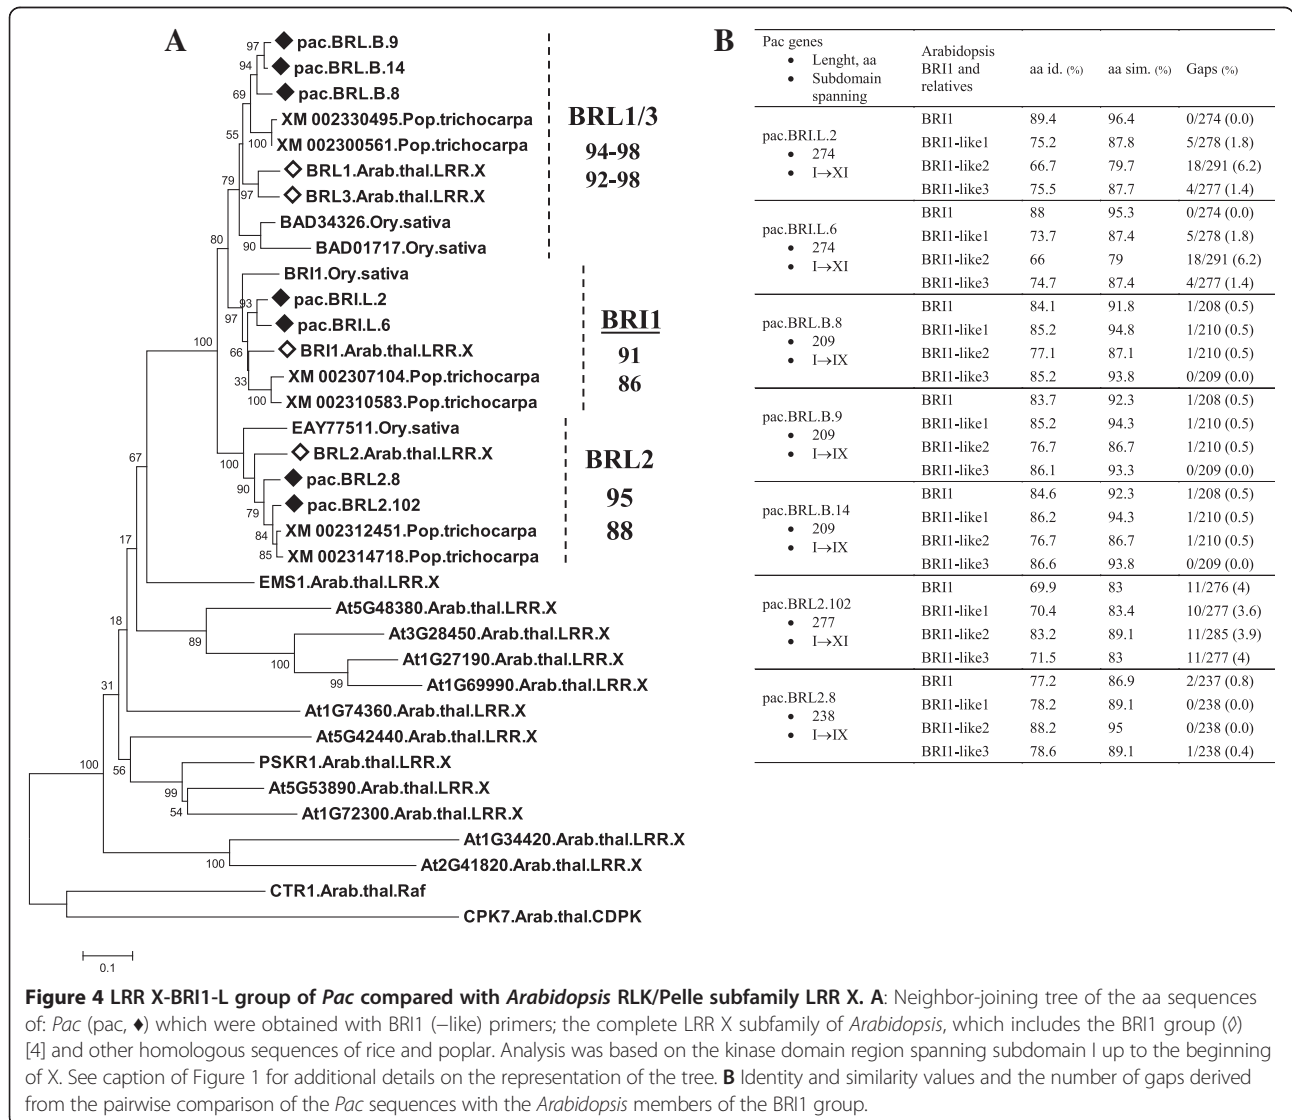 A
97
pac.BRL.B.9
94
pac.BRL.B.14
69
pac.BRL.B.8
55
XM 002330495.Pop.trichocarpa
100
XM 002300561.Pop.trichocarpa
79
BRL1.Arab.thal.LRR.X
97
BRL3.Arab.thal.LRR.X
BAD34326.Ory.sativa
80
90
BAD01717.Ory.sativa
BRL1/3
94-98
92-98
BRI1.Ory.sativa
93
pac.BRI.L.2
97
pac.BRI.L.6
66
BRI1.Arab.thal.LRR.X
100
33
XM 002307104.Pop.trichocarpa
100
XM 002310583.Pop.trichocarpa
BRI1
91
86
EAY77511.Ory.sativa
100
BRL2.Arab.thal.LRR.X
90
pac.BRL2.8
79
pac.BRL2.102
84
XM 002312451.Pop.trichocarpa
85
XM 002314718.Pop.trichocarpa
BRL2
95
88
67
EMS1.Arab.thal.LRR.X
17
At5G48380.Arab.thal.LRR.X
89
At3G28450.Arab.thal.LRR.X
100
At1G27190.Arab.thal.LRR.X
99
At1G69990.Arab.thal.LRR.X
18
At1G74360.Arab.thal.LRR.X
31
At5G42440.Arab.thal.LRR.X
56
PSKR1.Arab.thal.LRR.X
99
At5G53890.Arab.thal.LRR.X
54
At1G72300.Arab.thal.LRR.X
100
At1G34420.Arab.thal.LRR.X
100
At2G41820.Arab.thal.LRR.X
CTR1.Arab.thal.Raf
CPK7.Arab.thal.CDPK
0.1
B
Pac genes
• Lenght, aa
• Subdomain
spanning
Arabidopsis
BRI1 and
relatives
aa id. (%)
aa sim. (%)
Gaps (%)
pac.BRI.L.2
• 274
• I→XI
BRI1 89.4 96.4 0/274 (0.0)
BRI1-like1 75.2 87.8 5/278 (1.8)
BRI1-like2 66.7 79.7 18/291 (6.2)
BRI1-like3 75.5 87.7 4/277 (1.4)
pac.BRI.L.6
• 274
• I→XI
BRI1 88 95.3 0/274 (0.0)
BRI1-like1 73.7 87.4 5/278 (1.8)
BRI1-like2 66 79 18/291 (6.2)
BRI1-like3 74.7 87.4 4/277 (1.4)
pac.BRL.B.8
• 209
• I→IX
BRI1 84.1 91.8 1/208 (0.5)
BRI1-like1 85.2 94.8 1/210 (0.5)
BRI1-like2 77.1 87.1 1/210 (0.5)
BRI1-like3 85.2 93.8 0/209 (0.0)
pac.BRL.B.9
• 209
• I→IX
BRI1 83.7 92.3 1/208 (0.5)
BRI1-like1 85.2 94.3 1/210 (0.5)
BRI1-like2 76.7 86.7 1/210 (0.5)
BRI1-like3 86.1 93.3 0/209 (0.0)
pac.BRL.B.14
• 209
• I→IX
BRI1 84.6 92.3 1/208 (0.5)
BRI1-like1 86.2 94.3 1/210 (0.5)
BRI1-like2 76.7 86.7 1/210 (0.5)
BRI1-like3 86.6 93.8 0/209 (0.0)
pac.BRL2.102
• 277
• I→XI
BRI1 69.9 83 11/276 (4)
BRI1-like1 70.4 83.4 10/277 (3.6)
BRI1-like2 83.2 89.1 11/285 (3.9)
BRI1-like3 71.5 83 11/277 (4)
pac.BRL2.8
• 238
• I→IX
BRI1 77.2 86.9 2/237 (0.8)
BRI1-like1 78.2 89.1 0/238 (0.0)
BRI1-like2 88.2 95 0/238 (0.0)
BRI1-like3 78.6 89.1 1/238 (0.4)
Figure 4 LRR X-BRI1-L group of Pac compared with Arabidopsis RLK/Pelle subfamily LRR X. A: Neighbor-joining tree of the aa sequences
of: Pac (pac, ♦) which were obtained with BRI1 (–like) primers; the complete LRR X subfamily of Arabidopsis, which includes the BRI1 group (◊)
[4] and other homologous sequences of rice and poplar. Analysis was based on the kinase domain region spanning subdomain I up to the beginning
of X. See caption of Figure 1 for additional details on the representation of the tree. B Identity and similarity values and the number of gaps derived
from the pairwise comparison of the Pac sequences with the Arabidopsis members of the BRI1 group.